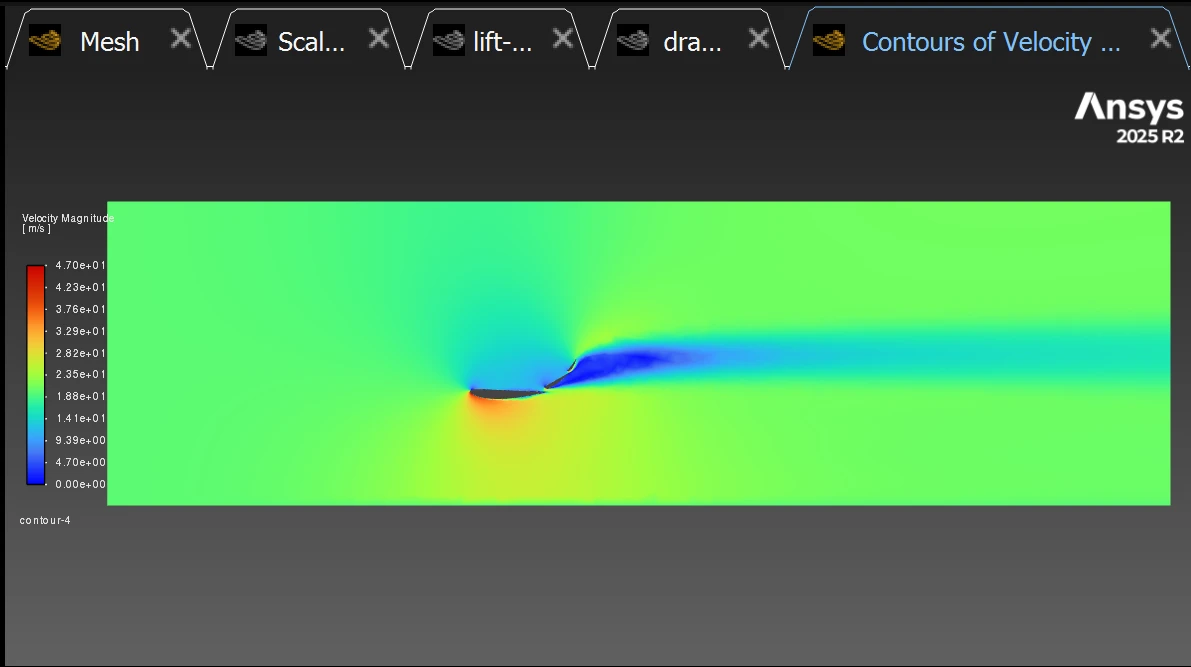 Mesh
Scal...
lift-...
dra...
Contours of Velocity ...
Ansys
2025 R2
Velocity Magnitude
[ m/s ]
4.70e+01
4.23e+01
3.76e+01
3.29e+01
2.82e+01
2.35e+01
1.88e+01
1.41e+01
9.39e+00
4.70e+00
0.00e+00
contour-4